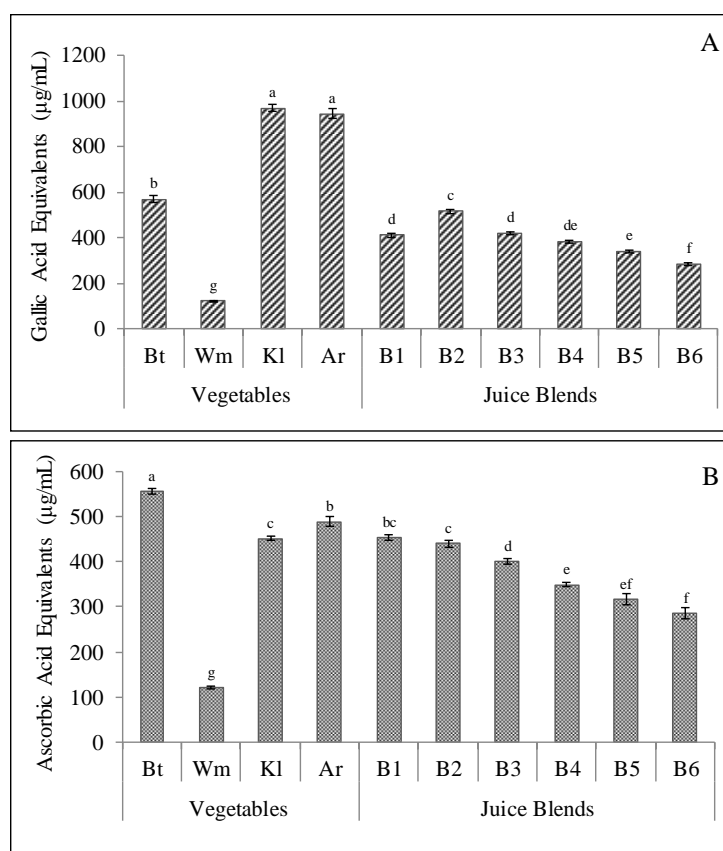 A
Gallic Acid Equivalents (µg/mL)
1200
1000
800
600
400
200
0
b
g
a
a
d
c
d
de
e
f
Bt Wm Kl Ar B1 B2 B3 B4 B5 B6
Vegetables Juice Blends
B
Ascorbic Acid Equivalents (µg/mL)
600
500
400
300
200
100
0
a
g
c
b
bc
c
d
e
ef
f
Bt Wm Kl Ar B1 B2 B3 B4 B5 B6
Vegetables Juice Blends